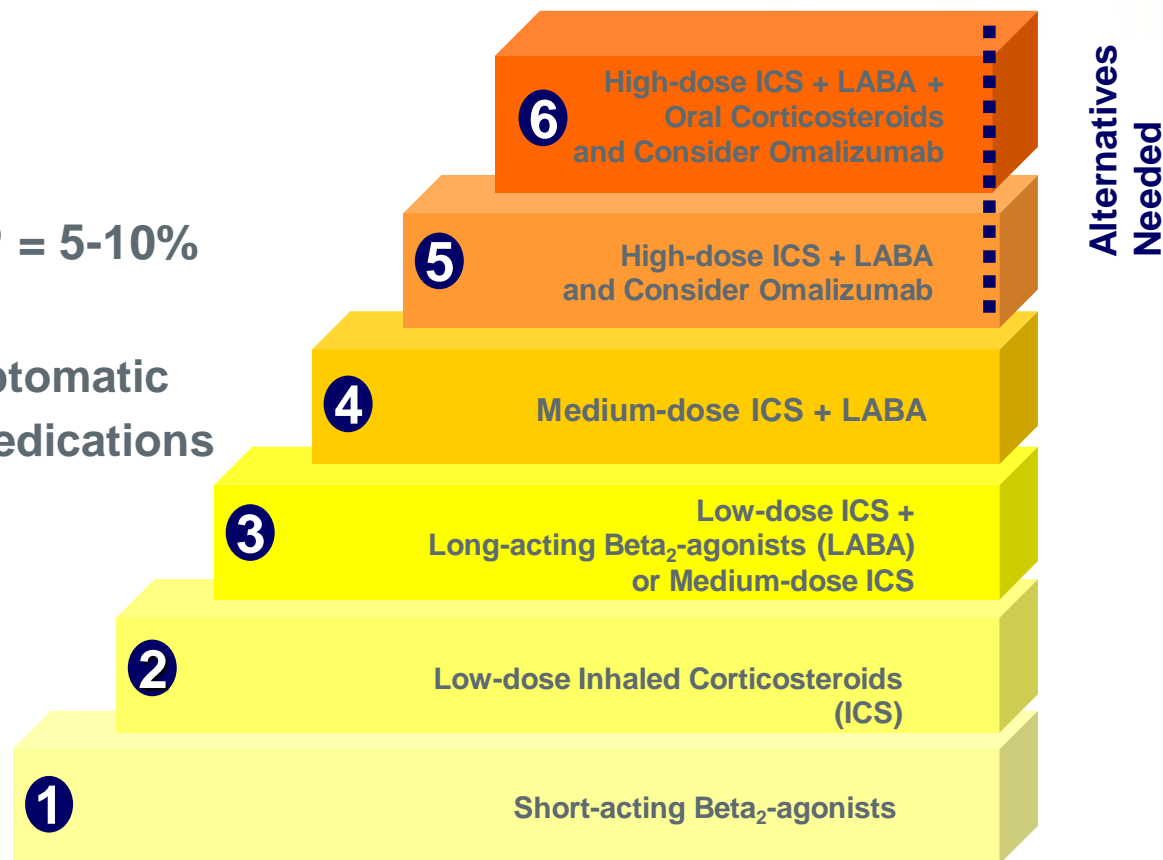 6
High-dose ICS + LABA +
Oral Corticosteroids
and Consider Omalizumab
Alternatives
Needed
= 5-10%
5
High-dose ICS + LABA
and Consider Omalizumab
4
Medium-dose ICS + LABA
3
Low-dose ICS +
Long-acting Beta₂-agonists (LABA)
or Medium-dose ICS
2
Low-dose Inhaled Corticosteroids
(ICS)
1
Short-acting Beta₂-agonists